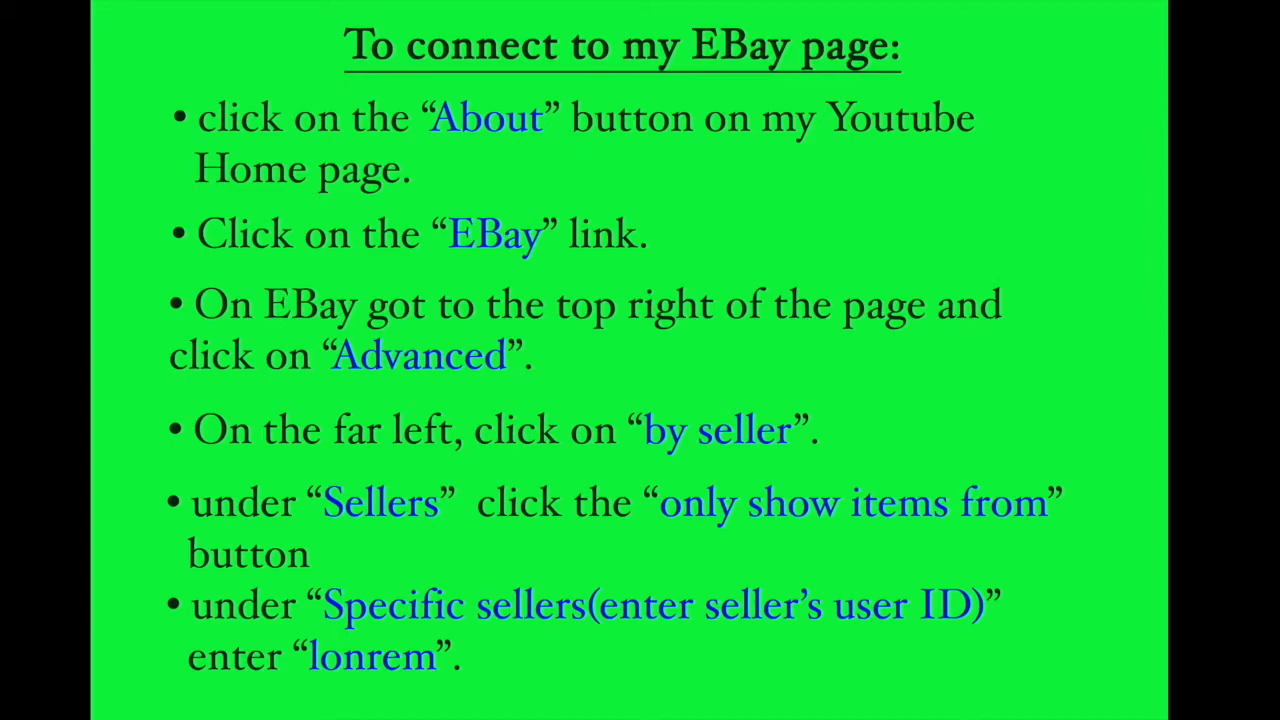 To connect to my EBay page:
• click on the “About” button on my Youtube
Home page.
• Click on the “EBay” link.
• On EBay got to the top right of the page and
click on “Advanced”.
• On the far left, click on “by seller”.
• under “Sellers” click the “only show items from”
button
• under “Specific sellers(enter seller’s user ID)”
enter “lonrem”.